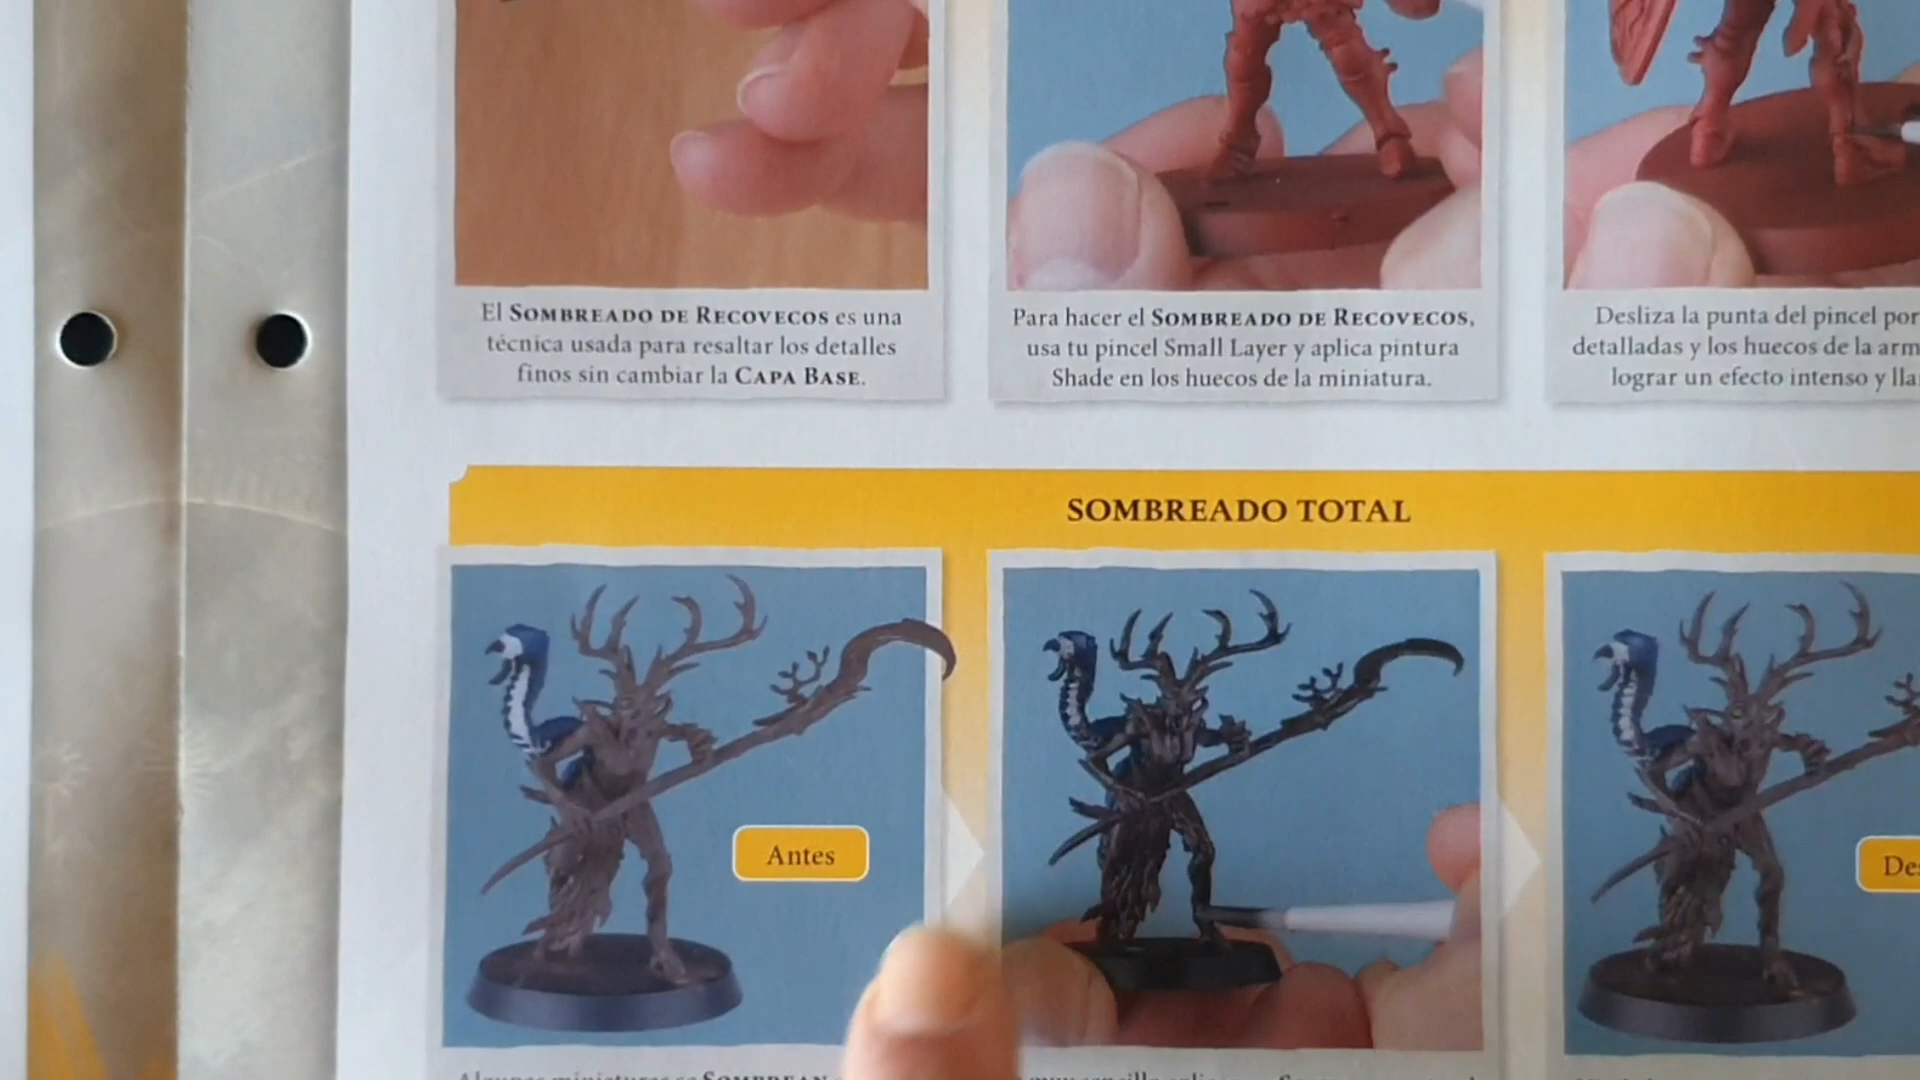 El SOMBREADO DE RECOVECOS es una
técnica usada para resaltar los detalles
finos sin cambiar la CAPA BASE.
Para hacer el SOMBREADO DE RECOVECOS,
usa tu pincel Small Layer y aplica pintura
Shade en los huecos de la miniatura.
Desliza la punta del pincel por
detalladas y los huecos de la arm
lograr un efecto intenso y lla
SOMBREADO TOTAL
Antes
Des